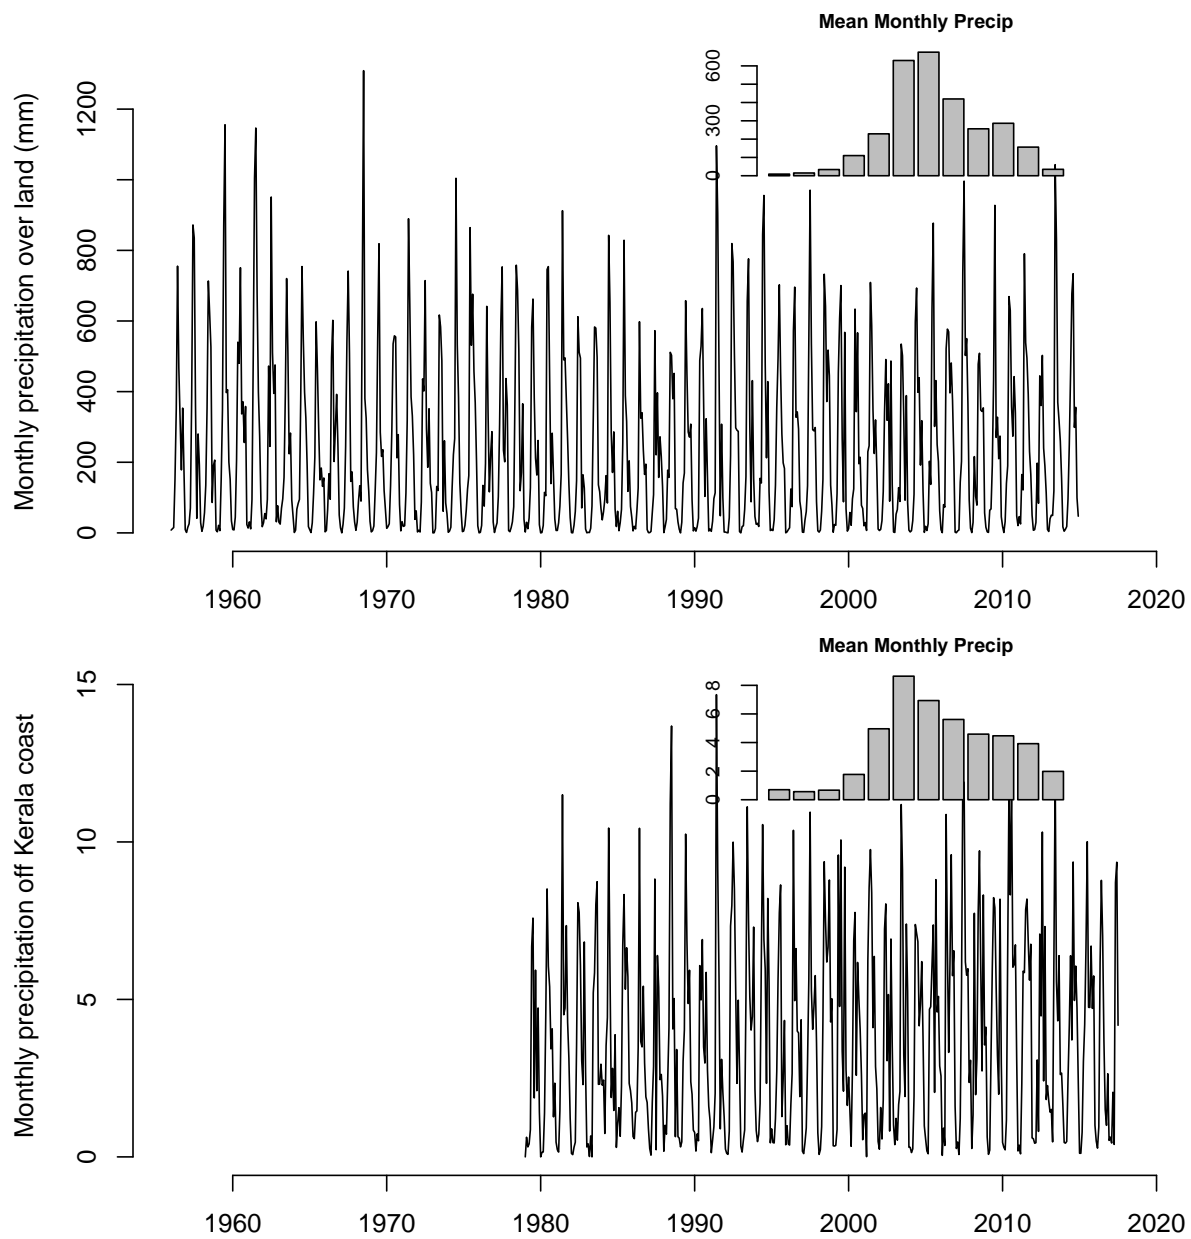 Mean Monthly Precip
0 300 600
Monthly precipitation over land (mm)
0 200 400 600 800 1200
1960 1970 1980 1990 2000 2010 2020
Mean Monthly Precip
0 2 4 6 8
Monthly precipitation off Kerala coast
0 5 10 15
1960 1970 1980 1990 2000 2010 2020